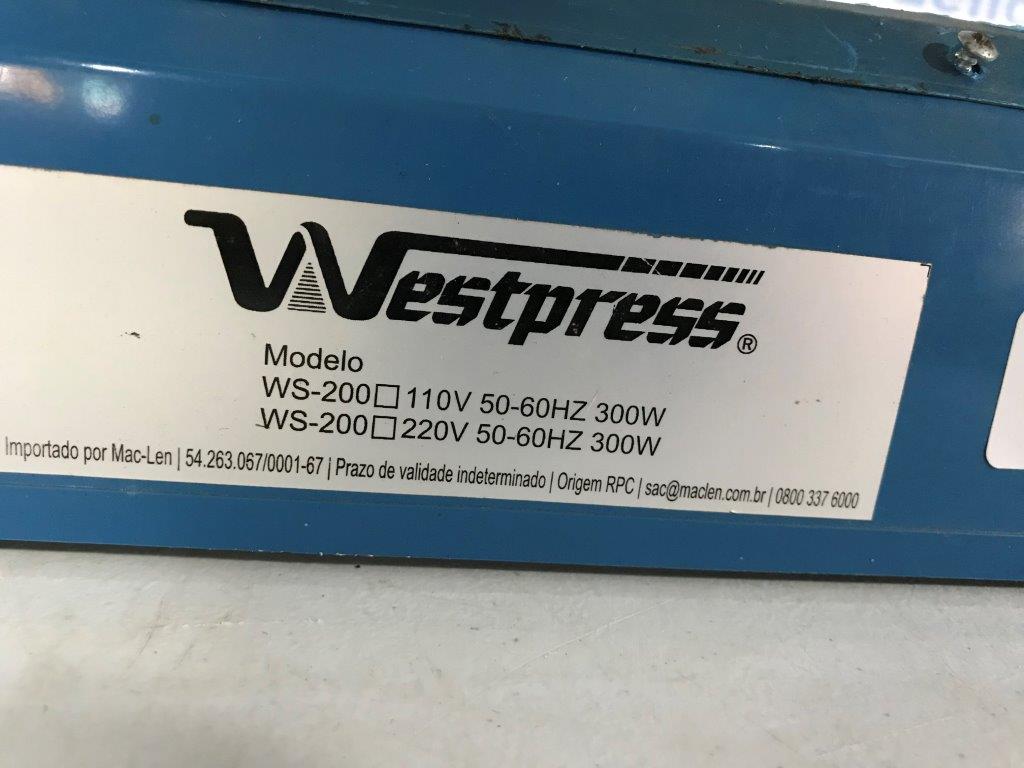 Westpress®
Modelo
WS-200☐110V 50-60HZ 300W
WS-200☐220V 50-60HZ 300W
Importado por Mac-Len | 54.263.067/0001-67 | Prazo de validade indeterminado | Origem RPC | sac@maclen.com.br | 0800 337 6000